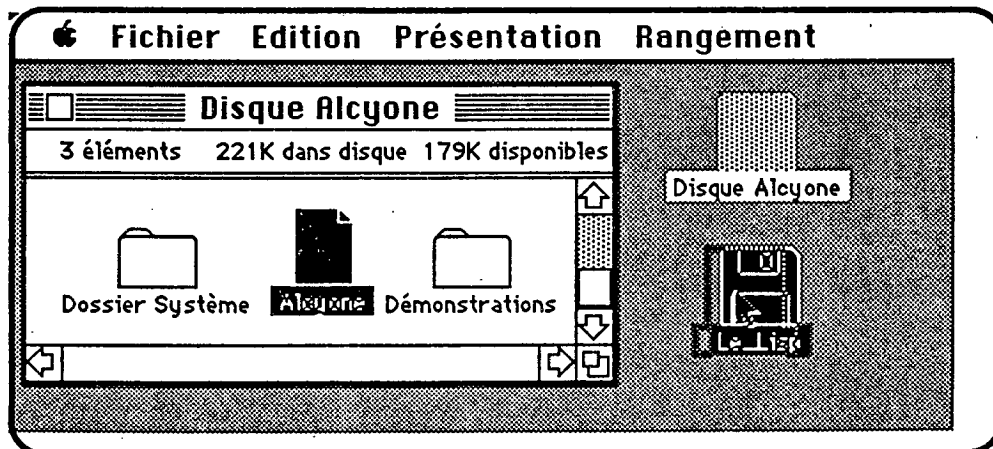 Fichier Edition Présentation Rangement
Disque Alcyone
3 éléments 221K dans disque 179K disponibles
Disque Alcyone
Dossier Système Alcyone Démonstrations